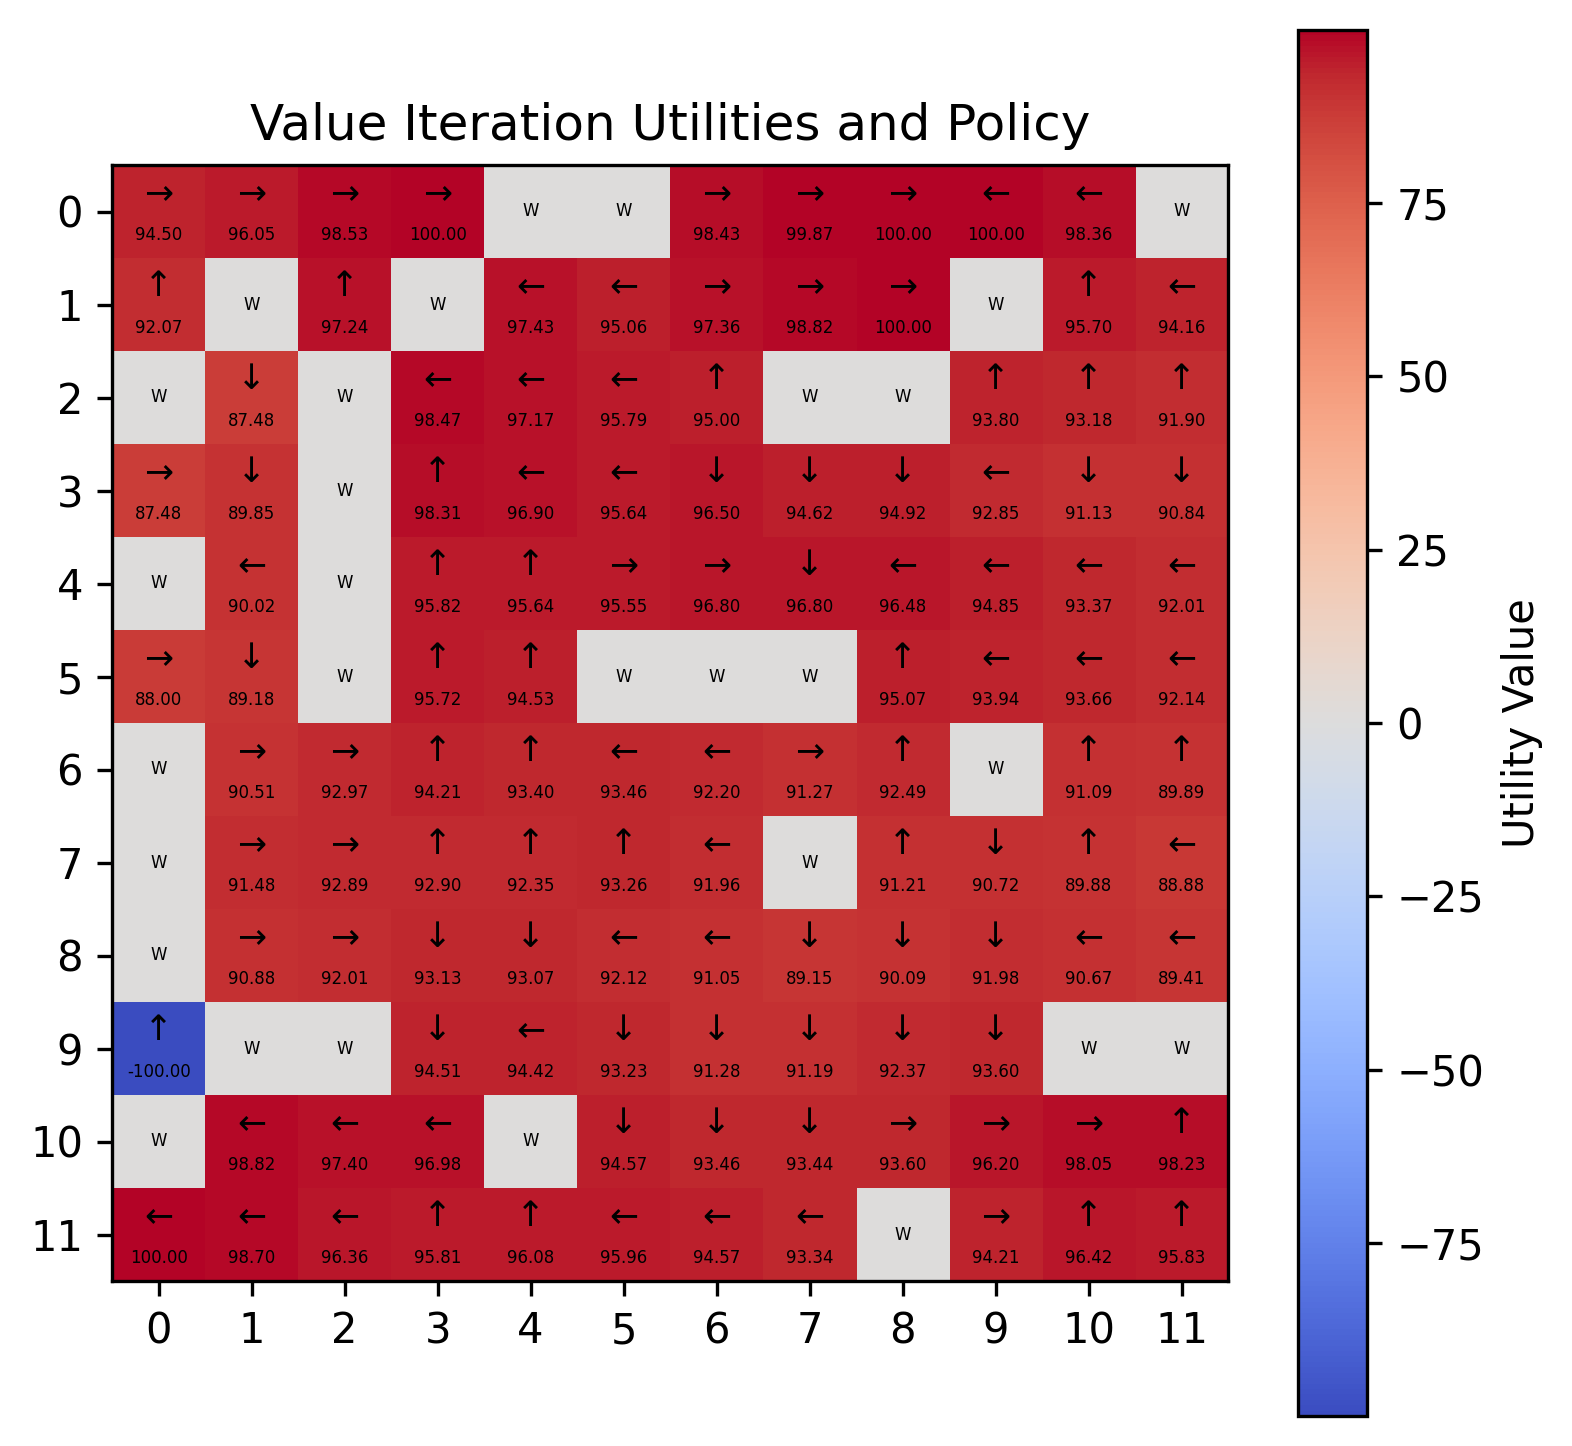 Value Iteration Utilities and Policy
0 → → → → W W → → → ← ← W
94.50 96.05 98.53 100.00 98.43 99.87 100.00 100.00 98.36
1 ↑ W ↑ W ← ← → → → W ↑ ←
92.07 97.24 97.43 95.06 97.36 98.82 100.00 95.70 94.16
2 W ↓ W ← ← ← ↑ W W ↑ ↑ ↑
87.48 98.47 97.17 95.79 95.00 93.80 93.18 91.90
3 → ↓ W ↑ ← ← ↓ ↓ ↓ ← ↓ ↓
87.48 89.85 98.31 96.90 95.64 96.50 94.62 94.92 92.85 91.13 90.84
4 W ← W ↑ ↑ → → ↓ ← ← ← ←
90.02 95.82 95.64 95.55 96.80 96.80 96.48 94.85 93.37 92.01
5 → ↓ W ↑ ↑ W W W ↑ ← ← ←
88.00 89.18 95.72 94.53 95.07 93.94 93.66 92.14
6 W → → ↑ ↑ ← ← → ↑ W ↑ ↑
90.51 92.97 94.21 93.40 93.46 92.20 91.27 92.49 91.09 89.89
7 W → → ↑ ↑ ↑ ← W ↑ ↓ ↑ ←
91.48 92.89 92.90 92.35 93.26 91.96 91.21 90.72 89.88 88.88
8 W → → ↓ ↓ ← ← ↓ ↓ ↓ ← ←
90.88 92.01 93.13 93.07 92.12 91.05 89.15 90.09 91.98 90.67 89.41
9 ↑ W W ↓ ← ↓ ↓ ↓ ↓ ↓ W W
-100.00 94.51 94.42 93.23 91.28 91.19 92.37 93.60
10 W ← ← ← W ↓ ↓ ↓ → → → ↑
98.82 97.40 96.98 94.57 93.46 93.44 93.60 96.20 98.05 98.23
11 ← ← ← ↑ ↑ ← ← ← W → ↑ ↑
100.00 98.70 96.36 95.81 96.08 95.96 94.57 93.34 94.21 96.42 95.83
0 1 2 3 4 5 6 7 8 9 10 11
75
50
25
0
−25
−50
−75
Utility Value